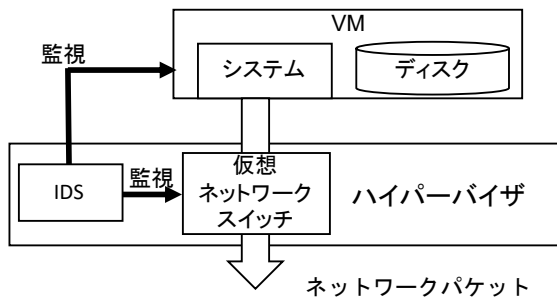 VM
監視
システム
ディスク
仮想
ネットワーク
スイッチ
IDS
監視
ハイパーバイザ
ネットワークパケット